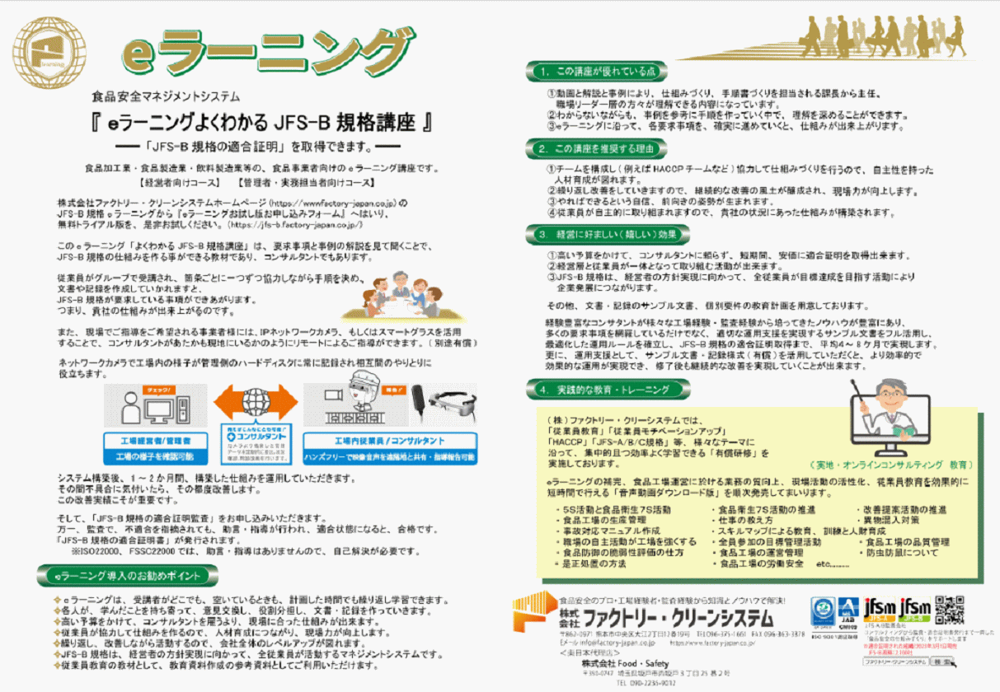 eラーニング
食品安全マネジメントシステム
『 eラーニングよくわかる JFS-B 規格講座 』
「JFS-B 規格の適合証明」を取得できます。
食品加工業・食品製造業・飲料製造業等の、食品事業者向けのeラーニング講座です。
【経営者向けコース】 【管理者・実務担当者向けコース】
株式会社ファクトリー・クリーンシステムホームページ(https://wwwfactory-japan.co.jp)の
JFS-B 規格eラーニングから『eラーニングお試し版お申し込みフォーム』へはいり、
無料トライアル版を、是非お試しください。(https://jfs-b.factory-japan.co.jp/)
このeラーニング「よくわかる JFS-B 規格講座」は、要求事項と事例の解説を見て聞くことで、
JFS-B 規格の仕組みを作る事ができる教材であり、コンサルタントでもあります。
従業員がグループで受講され、箇条ごとに一つずつ協力しながら手順を決め、
文書や記録を作成していかれますと、
JFS-B 規格が要求している事項ができあがります。
つまり、貴社の仕組みが出来上がるのです。
また、現場でご指導をご希望される事業者様には、IPネットワークカメラ、もしくはスマートグラスを活用
することで、コンサルタントがあたかも現地にいるかのようにリモートによるご指導ができます。(別途有償)
ネットワークカメラで工場内の様子が管理側のハードディスクに常に記録され相互間のやりとりに
役立ちます。
チェック!
工場経営者/管理者
工場の様子を確認可能
コンサルタント
工場内従業員/コンサルタント
ハンズフリーで映像音声を遠隔地と共有・指導報告可能
システム構築後、1～2か月間、構築した仕組みを運用していただきます。
その間不具合に気付いたら、その都度改善します。
この改善実績こそが重要です。
そして、「JFS-B 規格の適合証明監査」をお申し込みいただきます。
万一、監査で、不適合を指摘されても、助言・指導が行われ、適合状態になると、合格です。
「JFS-B 規格の適合証明書」が発行されます。
※ISO22000、FSSC22000では、助言・指導はありませんので、自己解決が必要です。
eラーニング導入のお勧めポイント
eラーニングは、受講者がどこでも、空いているときも、計画した時間でも繰り返し学習できます。
各人が、学んだことを持ち寄って、意見交換し、役割分担し、文書・記録を作っていきます。
高い予算をかけて、コンサルタントを雇うより、現場に合った仕組みが出来ます。
従業員が協力して仕組みを作るので、人材育成につながり、現場力が向上します。
繰り返し、改善しながら活動するので、会社全体のレベルアップが図れます。
JFS-B 規格は、経営者の方針実現に向かって、全従業員が活動するマネジメントシステムです。
従業員教育の教材として、教育資料作成の参考資料としてご利用いただけます。
1. この講座が優れている点
①動画と解説と事例により、仕組みづくり、手順書づくりを担当される課長から主任、
職場リーダー層の方々が理解できる内容になっています。
②わからないながらも、事例を参考に手順を作っていく中で、理解を深めることができます。
③eラーニングに沿って、各要求事項を、確実に進めていくと、仕組みが出来上がります。
2. この講座を推奨する理由
①チームを構成し(例えばHACCPチームなど)協力して仕組みづくりを行うので、自主性を持った
人材育成が図れます。
②繰り返し改善をしていきますので、継続的な改善の風土が醸成され、現場力が向上します。
③やればできるという自信、前向きの姿勢が生まれます。
④従業員が自主的に取り組まれますので、貴社の状況にあった仕組みが構築されます。
3. 経営に好ましい(嬉しい)効果
①高い予算をかけて、コンサルタントに頼らず、短期間、安価に適合証明を取得出来ます。
②経営層と従業員が一体となって取り組む活動が出来ます。
③JFS-B 規格は、経営者の方針実現に向かって、全従業員が目標達成を目指す活動により
企業発展につながります。
その他、文書・記録のサンプル文書、個別要件の教育計画を用意しております。
経験豊富なコンサタントが様々な工場経験・監査経験から培ってきたノウハウが豊富にあり、
多くの要求事項を網羅しているだけでなく、適切な運用支援を実現するサンプル文書をフル活用し、
最適化した運用ルールを確立し、JFS-B 規格の適合証明取得まで、平均4～8ケ月で実現します。
更に、運用支援として、サンプル文書・記録様式(有償)を活用していただくと、より効率的で
効果的な運用が実現でき、修了後も継続的な改善を実現していくことが出来ます。
4. 実践的な教育・トレーニング
(株)ファクトリー・クリーシステムでは、
「従業員教育」「従業員モチベーションアップ」
「HACCP」「JFS-A/B/C規格」等、様々なテーマに
沿って、集中的且つ効率よく学習できる「有償研修」を
実施しております。
(実地・オンラインコンサルティング 教育)
eラーニングの補完、食品工場運営に於ける業務の質向上、現場活動の活性化、従業員教育を効果的に
短時間で行える「音声動画ダウンロード版」を順次発売してまいります。
・5S活動と食品衛生7S活動 ・食品衛生7S活動の推進 ・改善提案活動の推進
・食品工場の生産管理 ・仕事の教え方 ・異物混入対策
・事故対応マニュアル作成 ・スキルマップによる教育、訓練と人財育成
・職場の自主活動が工場を強くする ・全員参加の目標管理活動 ・食品工場の品質管理
・食品防御の脆弱性評価の仕方 ・食品工場の運営管理 ・防虫防鼠について
・是正処置の方法 ・食品工場の労働安全 etc.........
食品安全のプロ・工場経験者・監査経験から知識とノウハウで解決!
株式会社 ファクトリー・クリーンシステム
〒862-0971 熊本市中央区大江2丁目12番19号 TEL 096-375-1661 FAX 096-363-3878
EXール info@factory-japan.co.jp https://www.factory-japan.co.jp
<東日本代理店>
株式会社 Food・Safety
〒350-0247 埼玉県坂戸市西坂戸3丁目25番2号
TEL 090-2235-9012
JAB
jfsm JFS-A
jfsm JFS-B
JFS-A/B監査会社
ファクトリー・クリーンシステム 検索